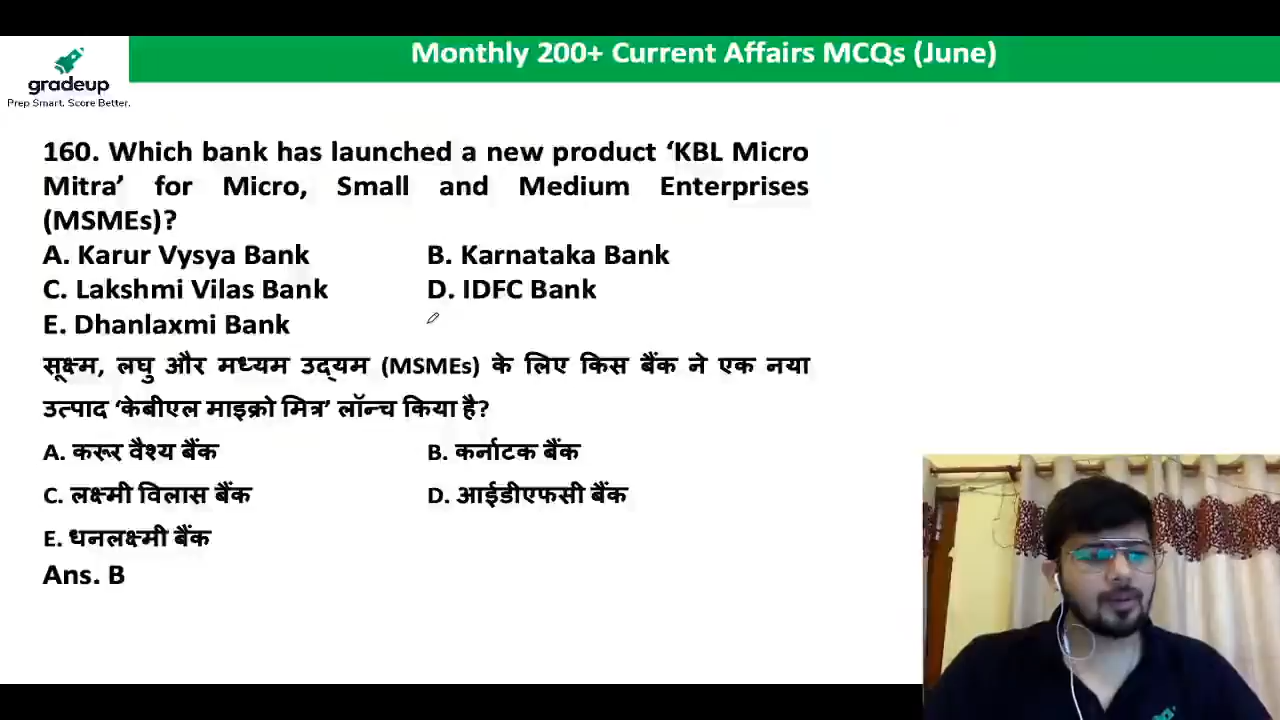 Monthly 200+ Current Affairs MCQs (June)
gradeup
Prep Smart. Score Better.
160. Which bank has launched a new product ‘KBL Micro
Mitra’ for Micro, Small and Medium Enterprises
(MSMEs)?
A. Karur Vysya Bank B. Karnataka Bank
C. Lakshmi Vilas Bank D. IDFC Bank
E. Dhanlaxmi Bank
सूक्ष्म, लघु और मध्यम उद्यम (MSMEs) के लिए किस बैंक ने एक नया
उत्पाद ‘केबीएल माइक्रो मित्र’ लॉन्च किया है?
A. करूर वैश्य बैंक B. कर्नाटक बैंक
C. लक्ष्मी विलास बैंक D. आईडीएफसी बैंक
E. धनलक्ष्मी बैंक
Ans. B